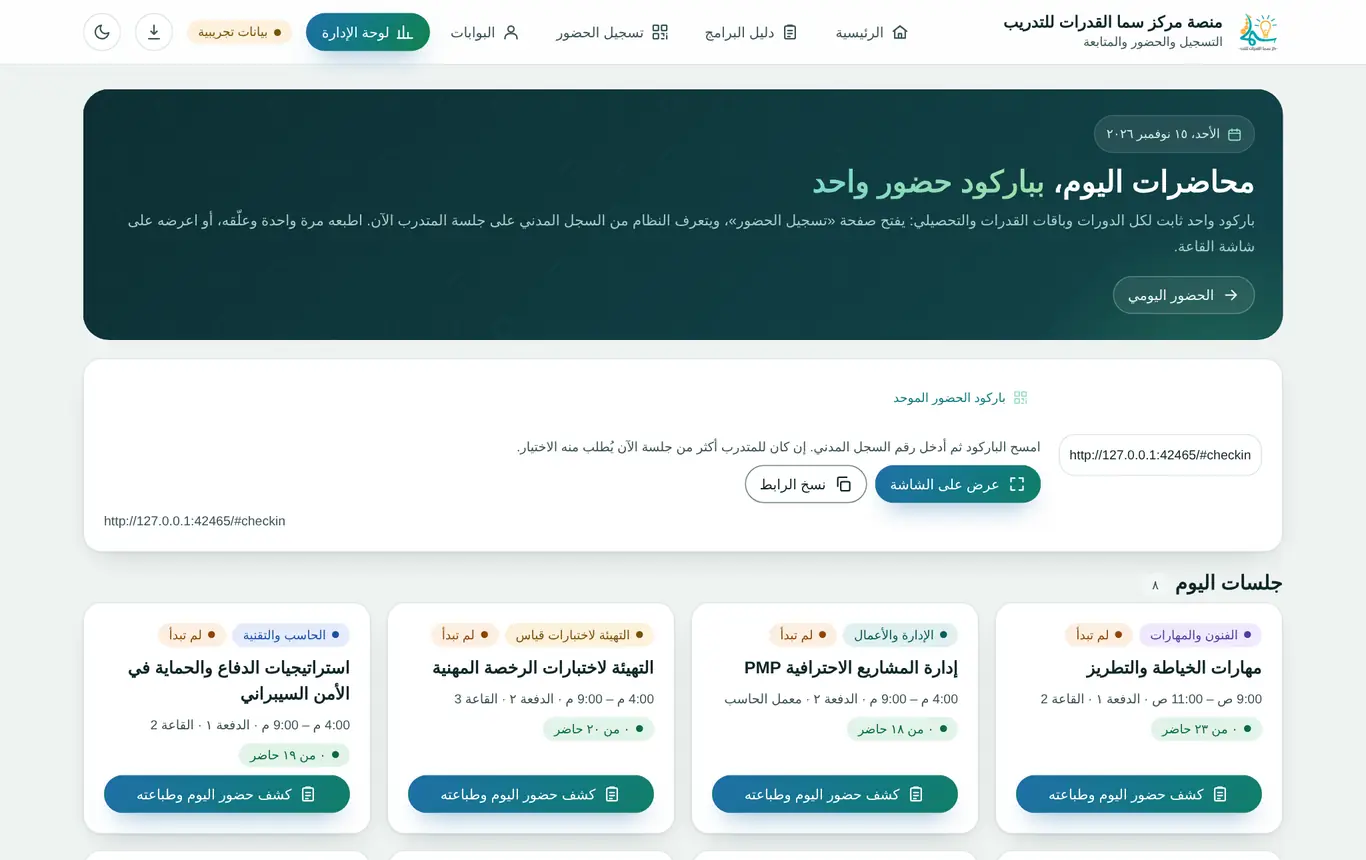 منصة مركز سما القدرات للتدريب
التسجيل والحضور والمتابعة
الرئيسية
دليل البرامج
تسجيل الحضور
البوابات
لوحة الإدارة
بيانات تجريبية
الأحد، ١٥ نوفمبر ٢٠٢٦
محاضرات اليوم، بباركود حضور واحد
باركود واحد ثابت لكل الدورات وباقات القدرات والتحصيلي: يفتح صفحة «تسجيل الحضور»، ويتعرف النظام من السجل المدني على جلسة المتدرب الآن. اطبعه مرة واحدة وعلّقه، أو اعرضه على
شاشة القاعة.
الحضور اليومي
باركود الحضور الموحد
http://127.0.0.1:42465/#checkin
امسح الباركود ثم أدخل رقم السجل المدني. إن كان للمتدرب أكثر من جلسة الآن يُطلب منه الاختيار.
عرض على الشاشة
نسخ الرابط
http://127.0.0.1:42465/#checkin
جلسات اليوم ٨
الفنون والمهارات
لم تبدأ
مهارات الخياطة والتطريز
9:00 ص – 11:00 ص · الدفعة ١ · القاعة 2
٠ من ٢٣ حاضر
كشف حضور اليوم وطباعته
الإدارة والأعمال
لم تبدأ
إدارة المشاريع الاحترافية PMP
4:00 م – 9:00 م · الدفعة ٢ · معمل الحاسب
٠ من ١٨ حاضر
كشف حضور اليوم وطباعته
التهيئة لاختبارات قياس
لم تبدأ
التهيئة لاختبارات الرخصة المهنية
4:00 م – 9:00 م · الدفعة ٢ · القاعة 3
٠ من ٢٠ حاضر
كشف حضور اليوم وطباعته
الحاسب والتقنية
لم تبدأ
استراتيجيات الدفاع والحماية في
الأمن السيبراني
4:00 م – 9:00 م · الدفعة ١ · القاعة 2
٠ من ١٩ حاضر
كشف حضور اليوم وطباعته